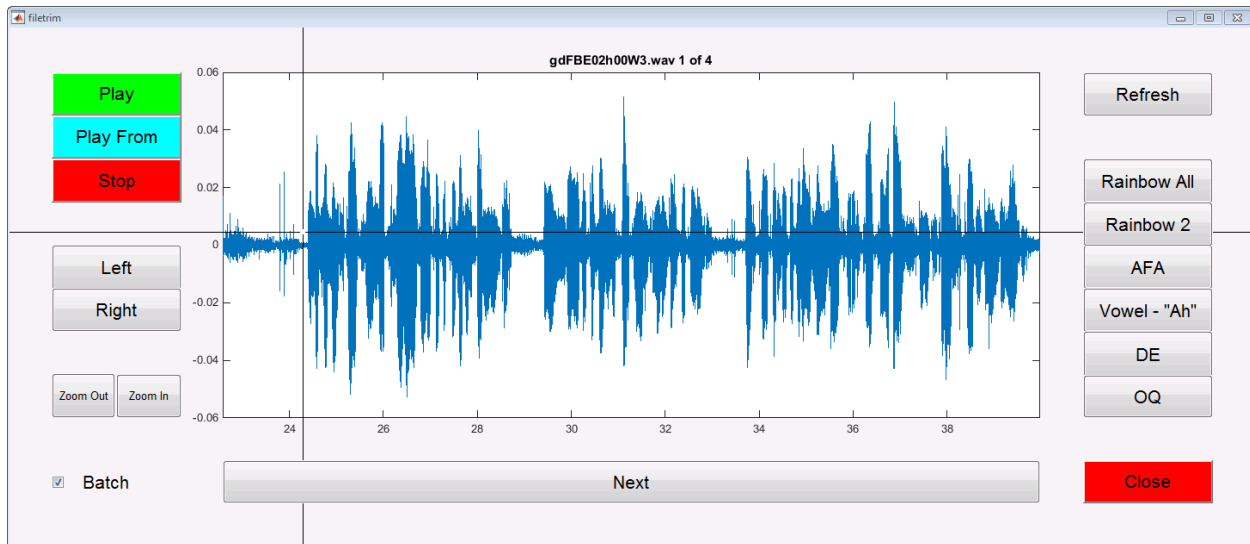 filetrim
gdFBE02h00W3.wav 1 of 4
Play
Play From
Stop
Left
Right
Zoom Out
Zoom In
Batch
0.06
0.04
0.02
0
-0.02
-0.04
-0.06
24 26 28 30 32 34 36 38
Next
Refresh
Rainbow All
Rainbow 2
AFA
Vowel - "Ah"
DE
OQ
Close